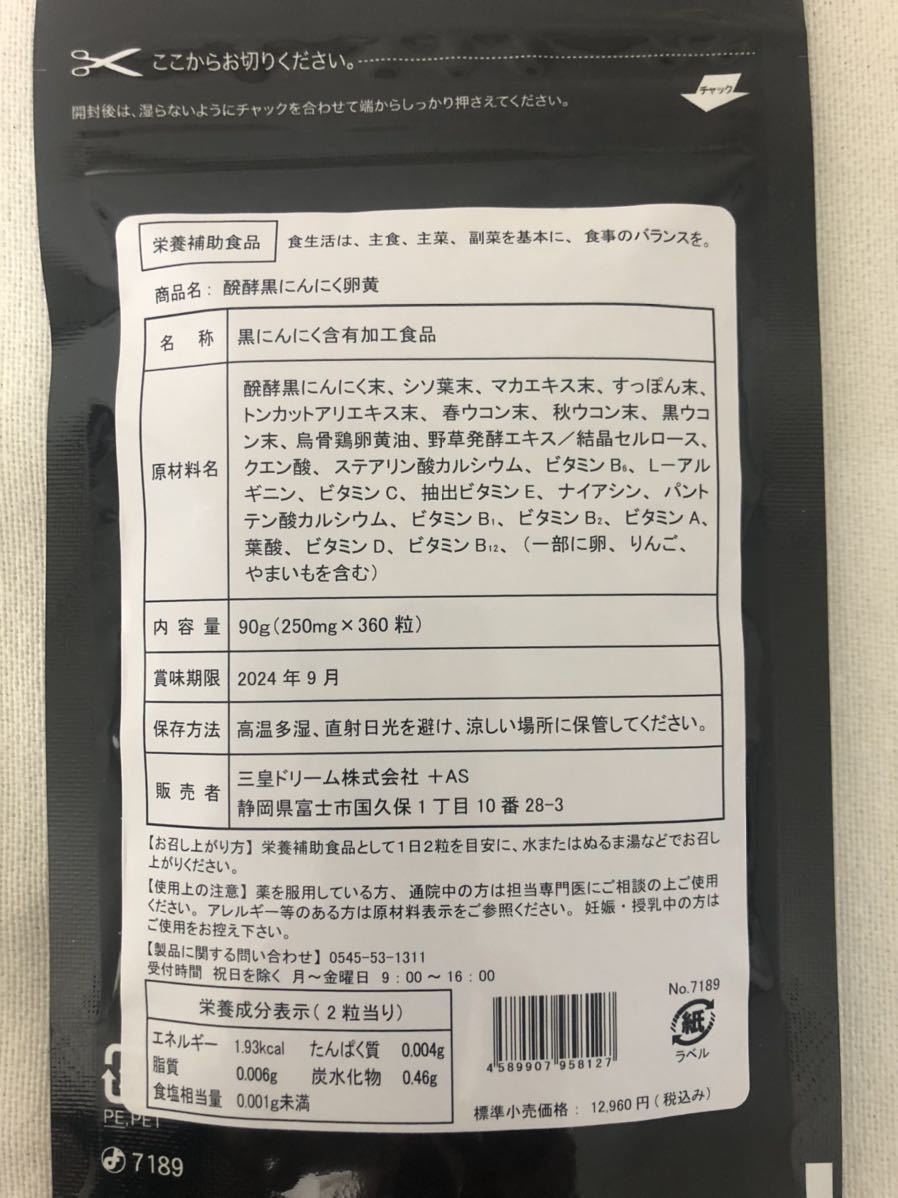 ここからお切りください。
チャック
開封後は、湿らないようにチャックを合わせて端からしっかり押さえてください。
栄養補助食品 食生活は、主食、主菜、副菜を基本に、食事のバランスを。
商品名：醗酵黒にんにく卵黄
名 称 黒にんにく含有加工食品
原材料名
醗酵黒にんにく末、シソ葉末、マカエキス末、すっぽん末、
トンカットアリエキス末、春ウコン末、秋ウコン末、黒ウコ
ン末、烏骨鶏卵黄油、野草発酵エキス／結晶セルロース、
クエン酸、ステアリン酸カルシウム、ビタミンB₆、L－アル
ギニン、ビタミンC、抽出ビタミンE、ナイアシン、パント
テン酸カルシウム、ビタミンB₁、ビタミンB₂、ビタミンA、
葉酸、ビタミンD、ビタミンB₁₂、（一部に卵、りんご、
やまいもを含む）
内容量 90g（250mg×360粒）
賞味期限 2024年9月
保存方法 高温多湿、直射日光を避け、涼しい場所に保管してください。
販売者 三皇ドリーム株式会社 +AS
静岡県富士市国久保1丁目10番28-3
【お召し上がり方】栄養補助食品として1日2粒を目安に、水またはぬるま湯などでお召し
上がりください。
【使用上の注意】薬を服用している方、通院中の方は担当専門医にご相談の上ご使用
ください。アレルギー等のある方は原材料表示をご参照ください。妊娠・授乳中の方は
ご使用をお控え下さい。
【製品に関する問い合わせ】0545-53-1311
受付時間 祝日を除く 月～金曜日 9：00～16：00
栄養成分表示（2粒当り）
エネルギー 1.93kcal たんぱく質 0.004g
脂質 0.006g 炭水化物 0.46g
食塩相当量 0.001g未満
4589907958127
No.7189
紙
ラベル
標準小売価格：12,960円（税込み）
PE,PET
7189